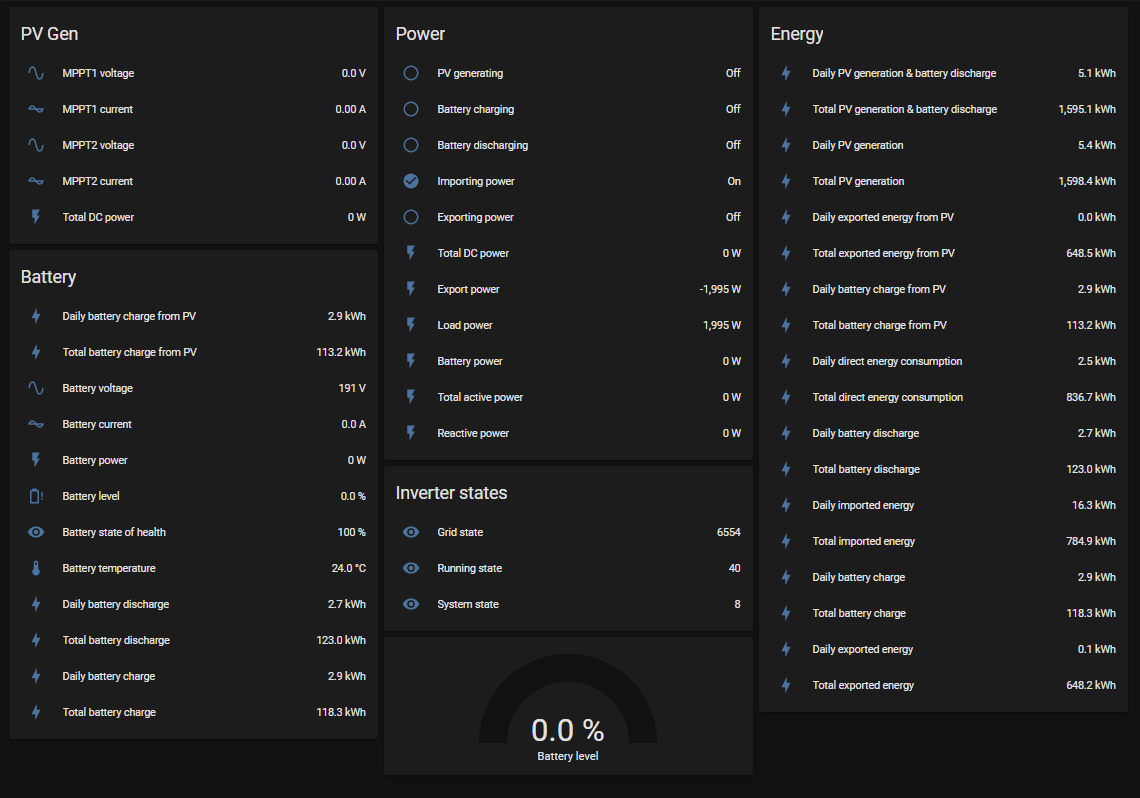 PV Gen
MPPT1 voltage 0.0 V
MPPT1 current 0.00 A
MPPT2 voltage 0.0 V
MPPT2 current 0.00 A
Total DC power 0 W
Battery
Daily battery charge from PV 2.9 kWh
Total battery charge from PV 113.2 kWh
Battery voltage 191 V
Battery current 0.0 A
Battery power 0 W
Battery level 0.0 %
Battery state of health 100 %
Battery temperature 24.0 °C
Daily battery discharge 2.7 kWh
Total battery discharge 123.0 kWh
Daily battery charge 2.9 kWh
Total battery charge 118.3 kWh
Power
PV generating Off
Battery charging Off
Battery discharging Off
Importing power On
Exporting power Off
Total DC power 0 W
Export power -1,995 W
Load power 1,995 W
Battery power 0 W
Total active power 0 W
Reactive power 0 W
Inverter states
Grid state 6554
Running state 40
System state 8
0.0 %
Battery level
Energy
Daily PV generation & battery discharge 5.1 kWh
Total PV generation & battery discharge 1,595.1 kWh
Daily PV generation 5.4 kWh
Total PV generation 1,598.4 kWh
Daily exported energy from PV 0.0 kWh
Total exported energy from PV 648.5 kWh
Daily battery charge from PV 2.9 kWh
Total battery charge from PV 113.2 kWh
Daily direct energy consumption 2.5 kWh
Total direct energy consumption 836.7 kWh
Daily battery discharge 2.7 kWh
Total battery discharge 123.0 kWh
Daily imported energy 16.3 kWh
Total imported energy 784.9 kWh
Daily battery charge 2.9 kWh
Total battery charge 118.3 kWh
Daily exported energy 0.1 kWh
Total exported energy 648.2 kWh